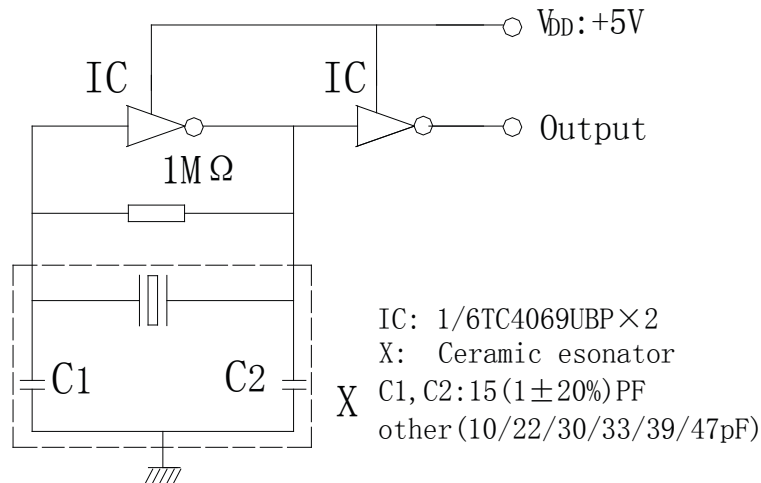 VDD:+5V
IC
IC
Output
1MΩ
C1
C2
X
IC: 1/6TC4069UBP×2
X: Ceramic esonator
C1,C2:15(1±20%)PF
other(10/22/30/33/39/47pF)